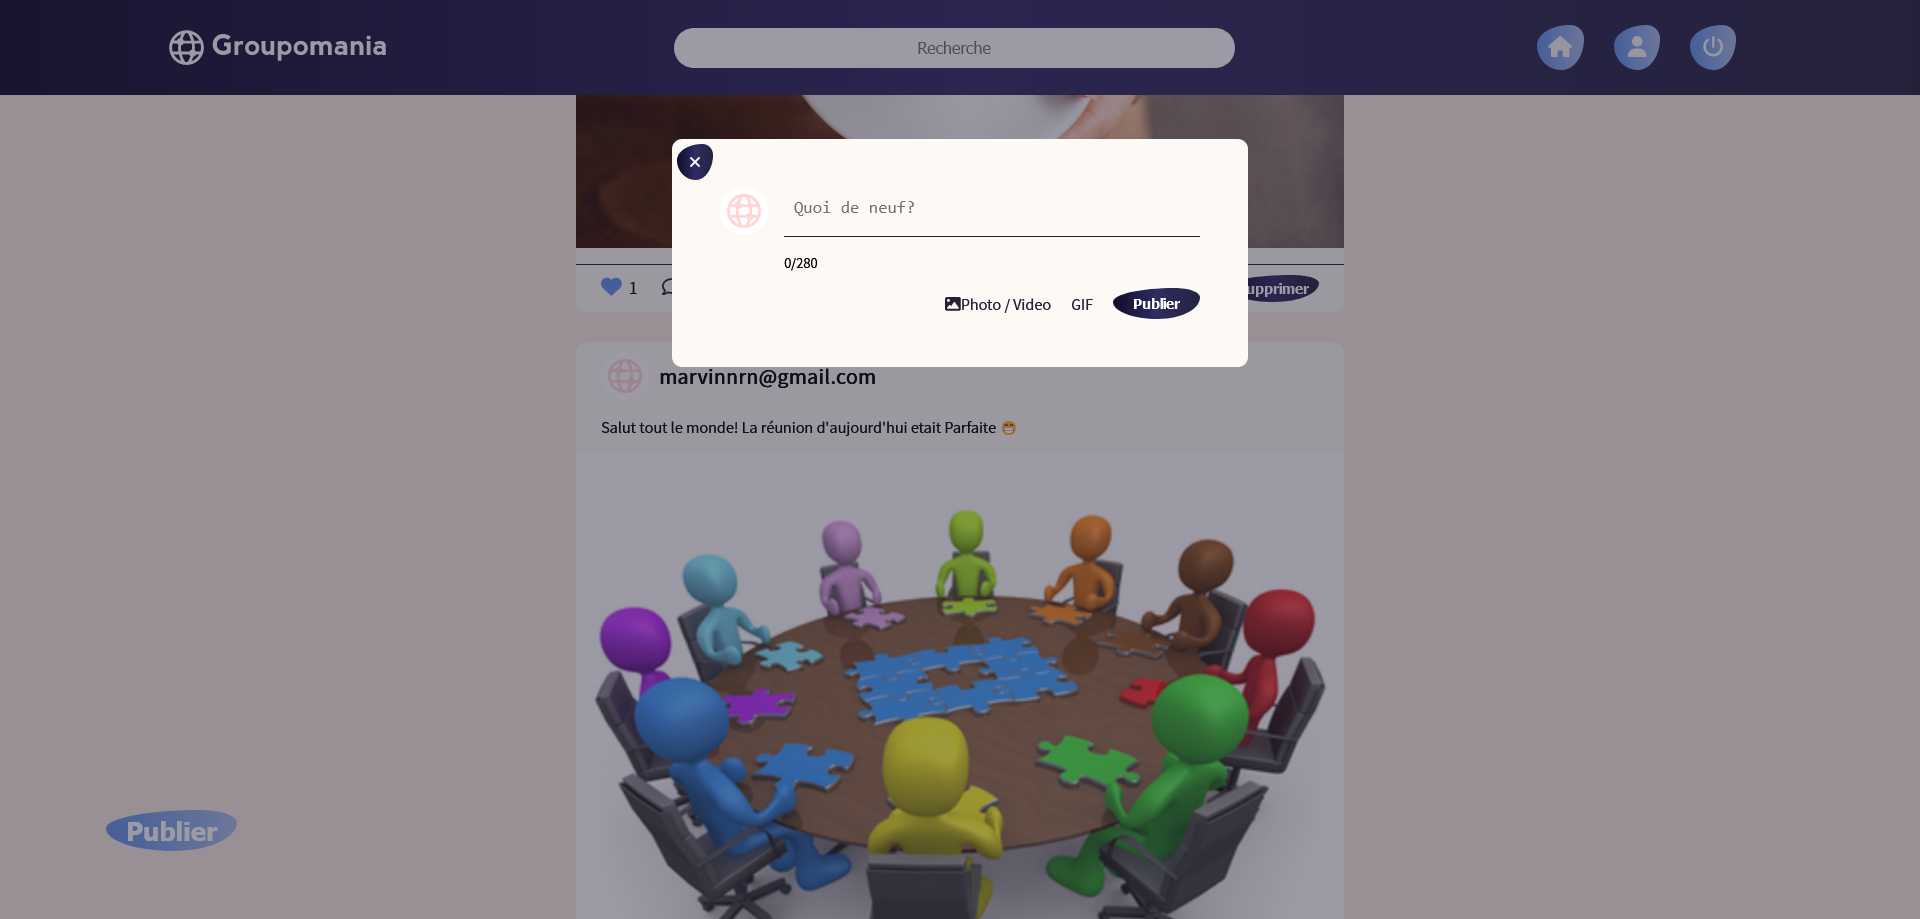 Groupomania
Recherche
Quoi de neuf?
0/280
Photo / Video
GIF
Publier
1
upprimer
marvinnrn@gmail.com
Salut tout le monde! La réunion d'aujourd'hui etait Parfaite 😁
Publier